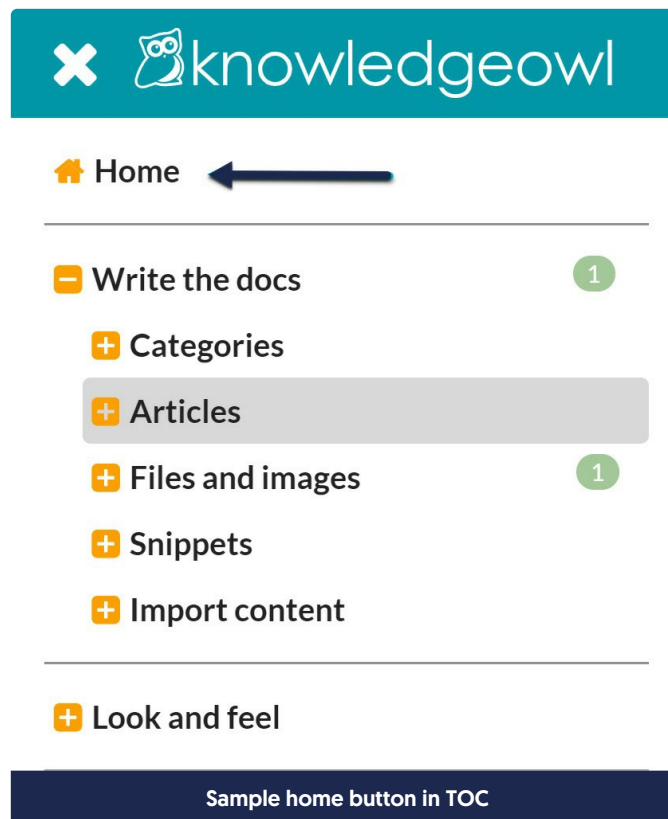 knowledgeowl
Home
Write the docs 1
Categories
Articles
Files and images 1
Snippets
Import content
Look and feel
Sample home button in TOC